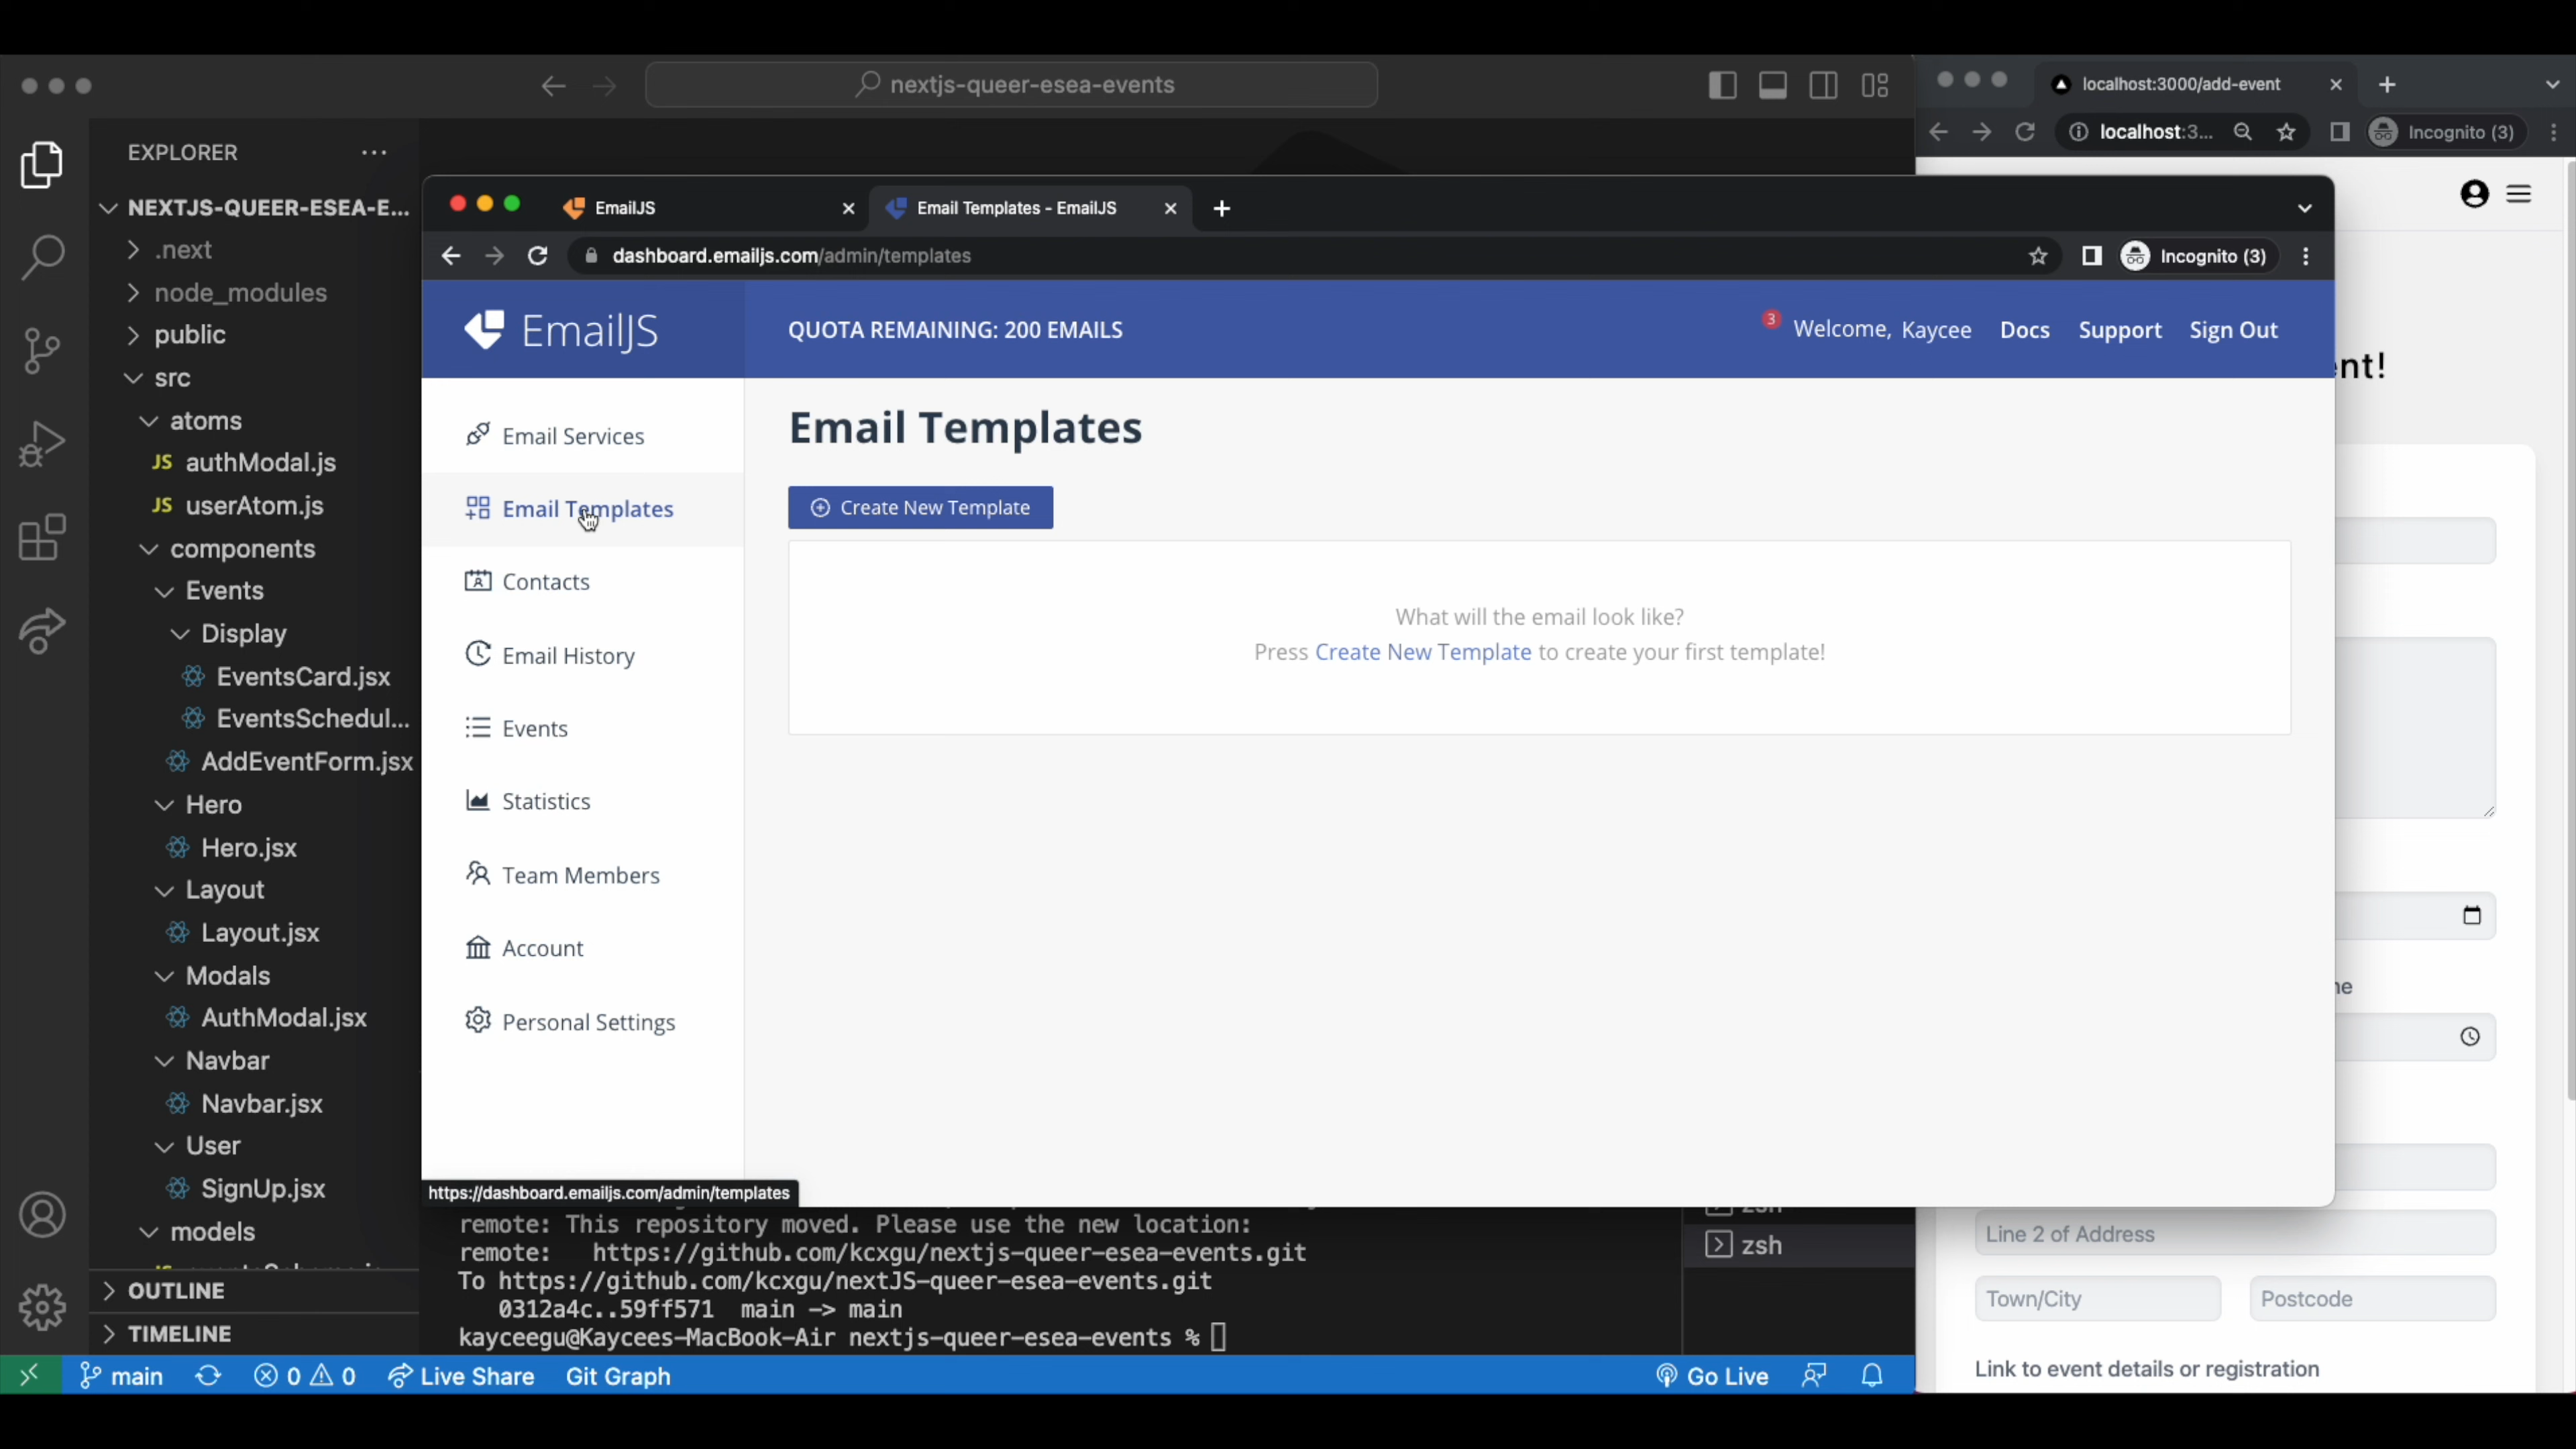 nextjs-queer-esea-events
localhost:3000/add-event
localhost:3...
Incognito (3)
EXPLORER
NEXTJS-QUEER-ESEA-E...
.next
node_modules
public
src
atoms
JS authModal.js
JS userAtom.js
components
Events
Display
EventsCard.jsx
EventsSchedul...
AddEventForm.jsx
Hero
Hero.jsx
Layout
Layout.jsx
Modals
AuthModal.jsx
Navbar
Navbar.jsx
User
SignUp.jsx
models
OUTLINE
TIMELINE
EmailJS
Email Templates - EmailJS
dashboard.emailjs.com/admin/templates
Incognito (3)
EmailJS
QUOTA REMAINING: 200 EMAILS
3
Welcome, Kaycee
Docs
Support
Sign Out
Email Services
Email Templates
Contacts
Email History
Events
Statistics
Team Members
Account
Personal Settings
Email Templates
Create New Template
What will the email look like?
Press Create New Template to create your first template!
https://dashboard.emailjs.com/admin/templates
remote: This repository moved. Please use the new location:
remote: https://github.com/kcxgu/nextjs-queer-esea-events.git
To https://github.com/kcxgu/nextJS-queer-esea-events.git
0312a4c..59ff571 main -> main
kayceegu@Kaycees-MacBook-Air nextjs-queer-esea-events %
zsh
nt!
Line 2 of Address
Town/City
Postcode
Link to event details or registration
main
0
0
Live Share
Git Graph
Go Live